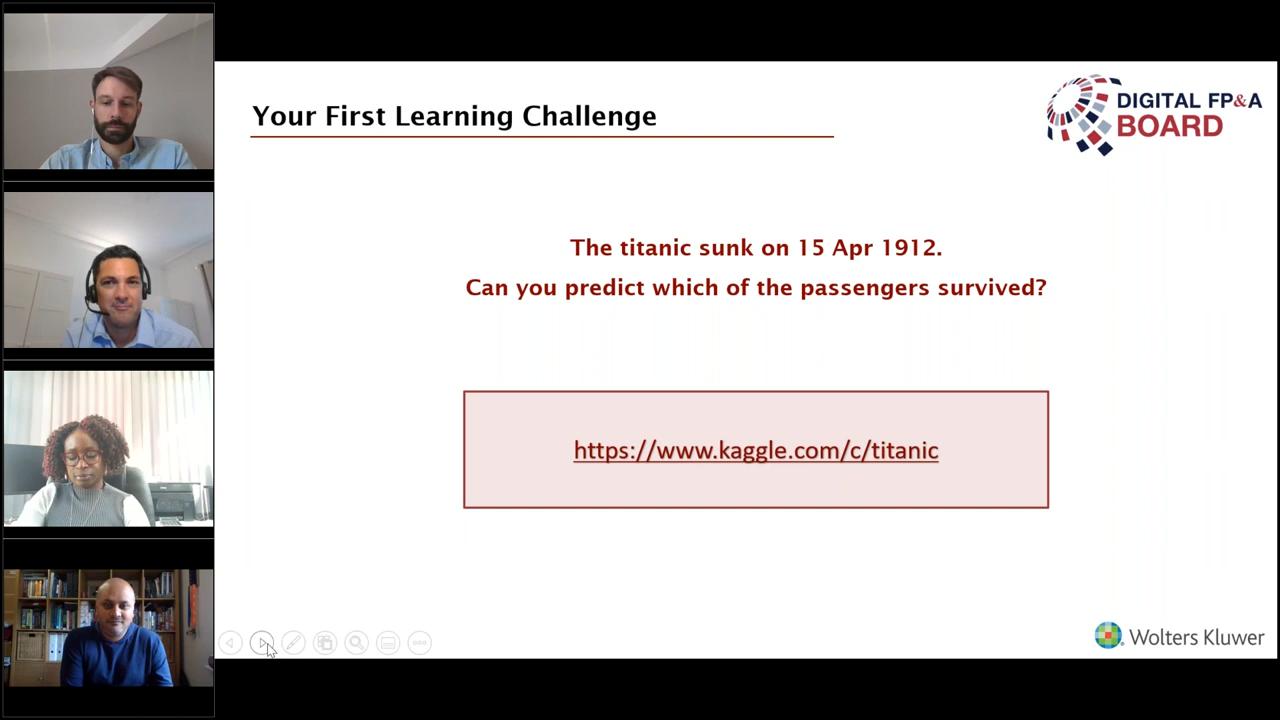 Your First Learning Challenge
DIGITAL FP&A
BOARD
The titanic sunk on 15 Apr 1912.
Can you predict which of the passengers survived?
https://www.kaggle.com/c/titanic
Wolters Kluwer